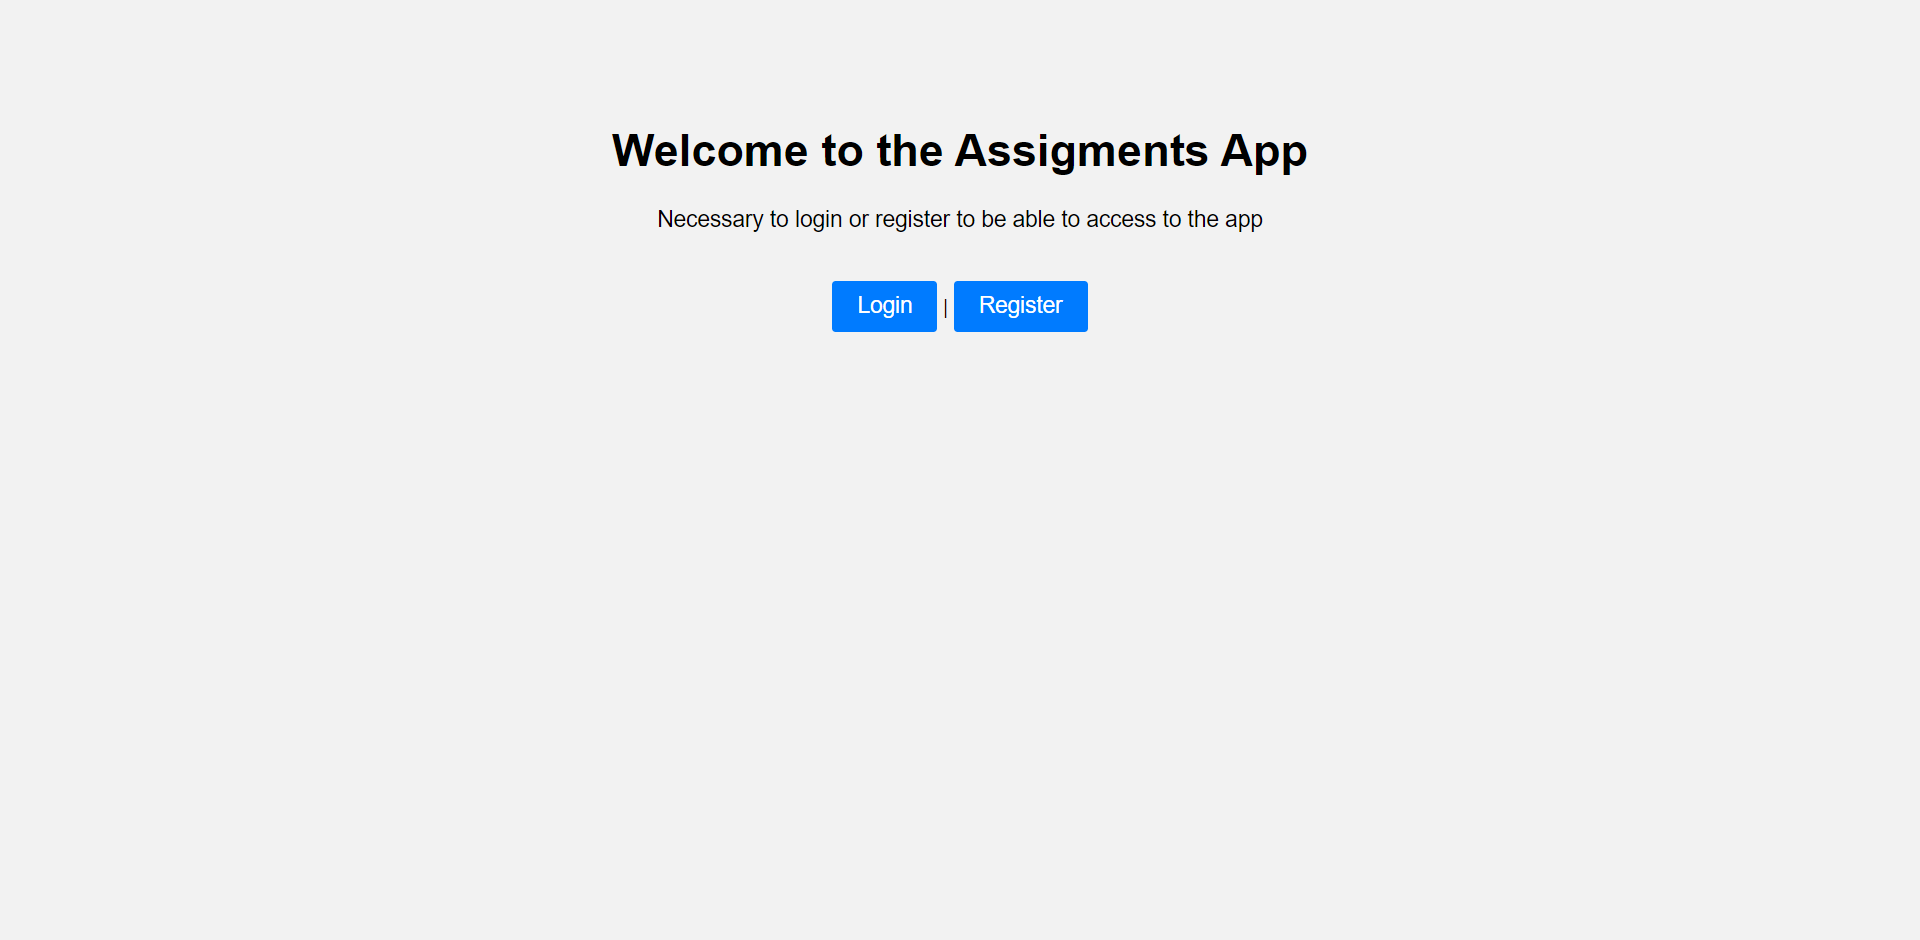 Welcome to the Assigments App
Necessary to login or register to be able to access to the app
Login | Register